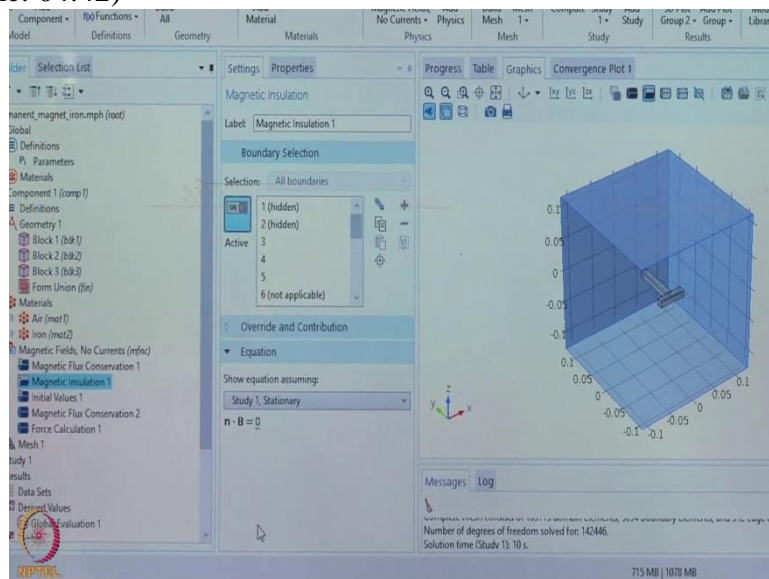 Component
f(x) Functions
All
Material
No Currents
Physics
Mesh
1
1
Study
Group 2
Group
Definitions
Geometry
Materials
Physics
Mesh
Study
Results
Selection List
Settings
Properties
Progress
Table
Graphics
Convergence Plot 1
manent_magnet_iron.mph (root)
Global
Definitions
Pi Parameters
Materials
Component 1 (comp1)
Definitions
Geometry 1
Block 1 (blk1)
Block 2 (blk2)
Block 3 (blk3)
Form Union (fin)
Materials
Air (mat1)
Iron (mat2)
Magnetic Fields, No Currents (mfnc)
Magnetic Flux Conservation 1
Magnetic Insulation 1
Initial Values 1
Magnetic Flux Conservation 2
Force Calculation 1
Mesh 1
tudy 1
esults
Data Sets
Derived Values
Global Evaluation 1
NPTEL
Magnetic Insulation
Label: Magnetic Insulation 1
Boundary Selection
Selection: All boundaries
Active
1 (hidden)
2 (hidden)
3
4
5
6 (not applicable)
Override and Contribution
Equation
Show equation assuming:
Study 1, Stationary
n · B = 0
xy yz zx
0.1
0.05
0
-0.05
-0.1
0.1
0.05
0
-0.05
-0.1
0.1
0.05
0
-0.05
-0.1
z
y
x
Messages
Log
Number of degrees of freedom solved for: 142446.
Solution time (Study 1): 10 s.
715 MB | 1078 MB